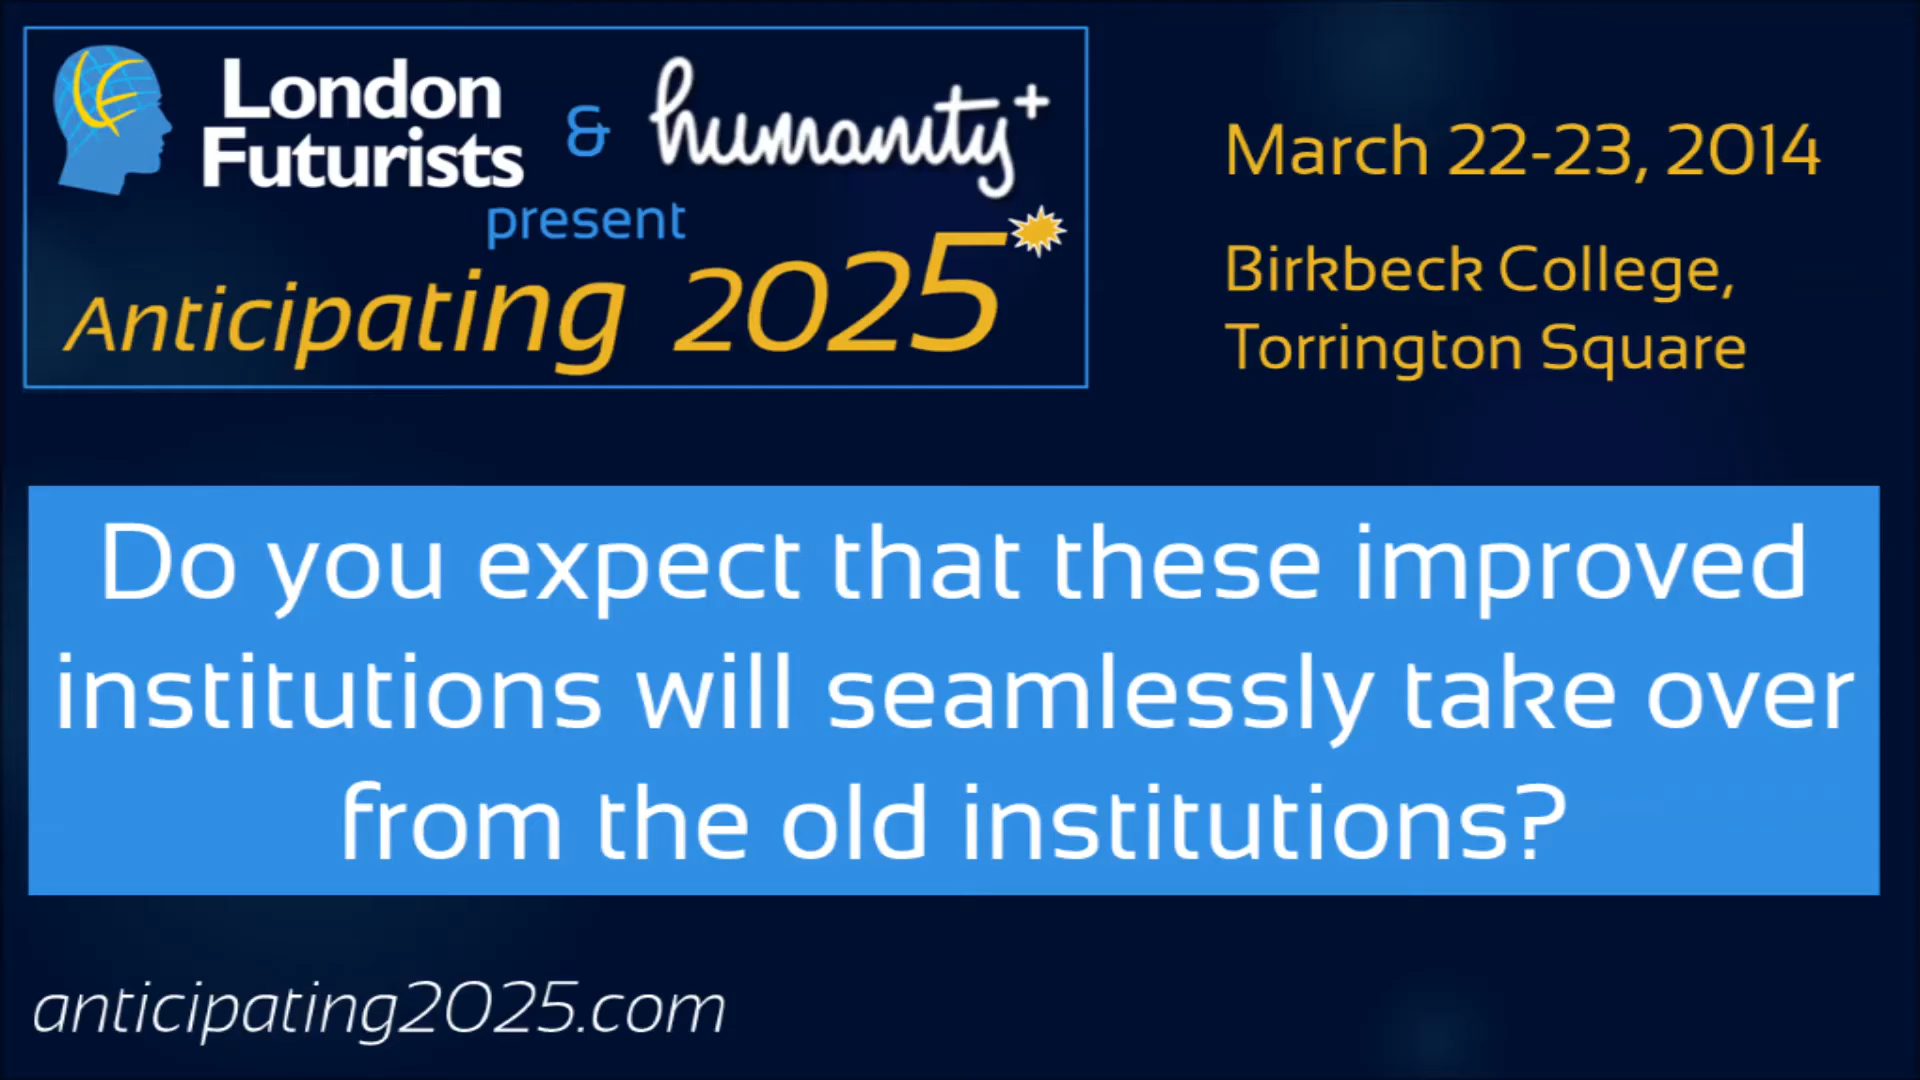 London
Futurists
& humanity+
present
Anticipating 2025
March 22-23, 2014
Birkbeck College,
Torrington Square
Do you expect that these improved
institutions will seamlessly take over
from the old institutions?
anticipating2025.com